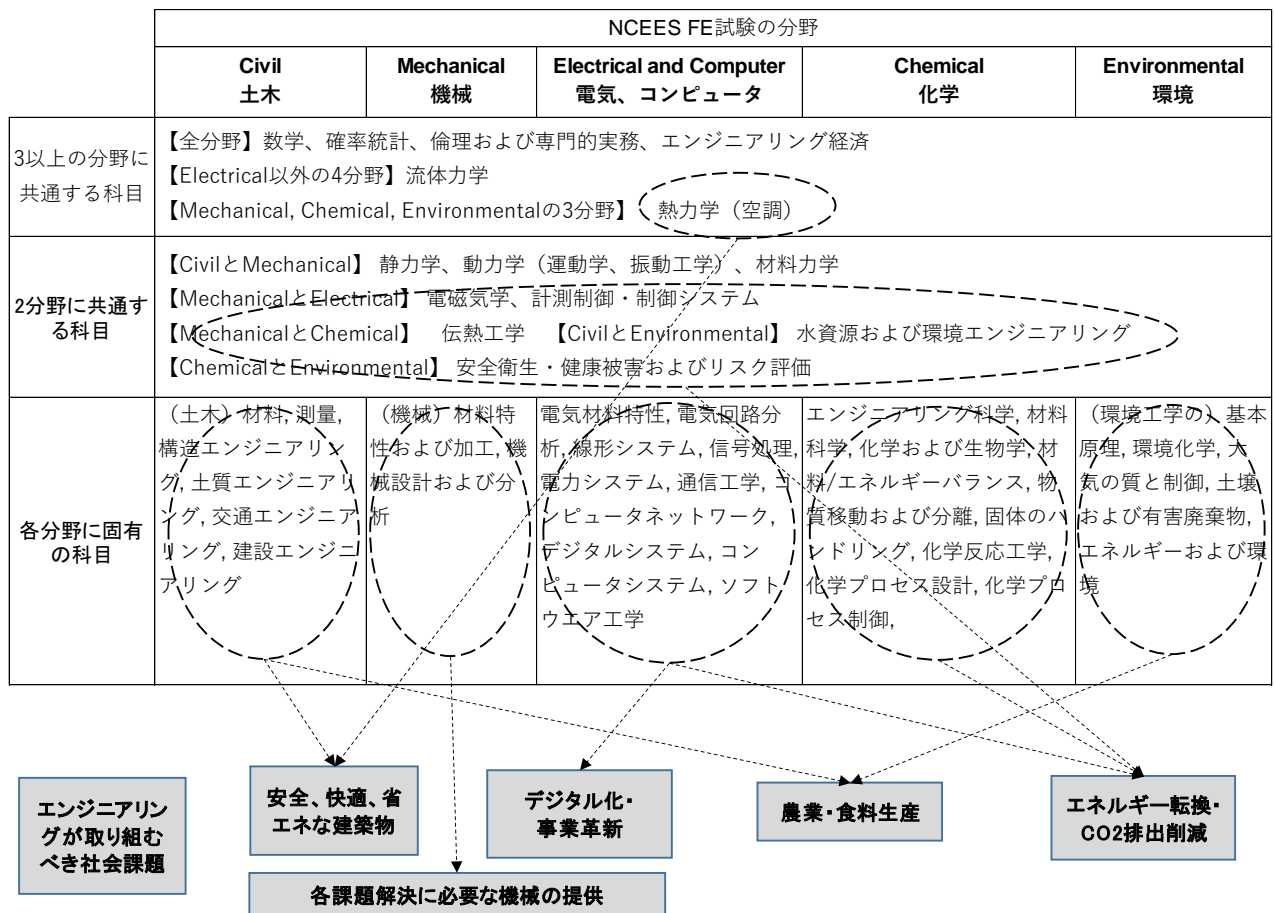 NCEES FE試験の分野
Civil
土木
Mechanical
機械
Electrical and Computer
電気、コンピュータ
Chemical
化学
Environmental
環境
3以上の分野に
共通する科目
【全分野】数学、確率統計、倫理および専門的実務、エンジニアリング経済
【Electrical以外の4分野】流体力学
【Mechanical, Chemical, Environmentalの3分野】 熱力学（空調）
2分野に共通す
る科目
【CivilとMechanical】 静力学、動力学（運動学、振動工学）、材料力学
【MechanicalとElectrical】 電磁気学、計測制御・制御システム
【MechanicalとChemical】 伝熱工学 【CivilとEnvironmental】 水資源および環境エンジニアリング
【ChemicalとEnvironmental】 安全衛生・健康被害およびリスク評価
各分野に固有
の科目
（土木）材料, 測量,
構造エンジニアリン
グ, 土質エンジニアリ
ング, 交通エンジニア
リング, 建設エンジニ
アリング
（機械）材料特
性および加工, 機
械設計および分
析
電気材料特性, 電気回路分
析, 線形システム, 信号処理,
電力システム, 通信工学, コ
ンピュータネットワーク,
デジタルシステム, コン
ピュータシステム, ソフト
ウエア工学
エンジニアリング科学, 材料
科学, 化学および生物学, 材
料/エネルギーバランス, 物
質移動および分離, 固体のハ
ンドリング, 化学反応工学,
化学プロセス設計, 化学プロ
セス制御,
（環境工学の）基本
原理, 環境化学, 大
気の質と制御, 土壌
および有害廃棄物,
エネルギーおよび環
境
エンジニアリン
グが取り組む
べき社会課題
安全、快適、省
エネな建築物
デジタル化・
事業革新
農業・食料生産
エネルギー転換・
CO2排出削減
各課題解決に必要な機械の提供